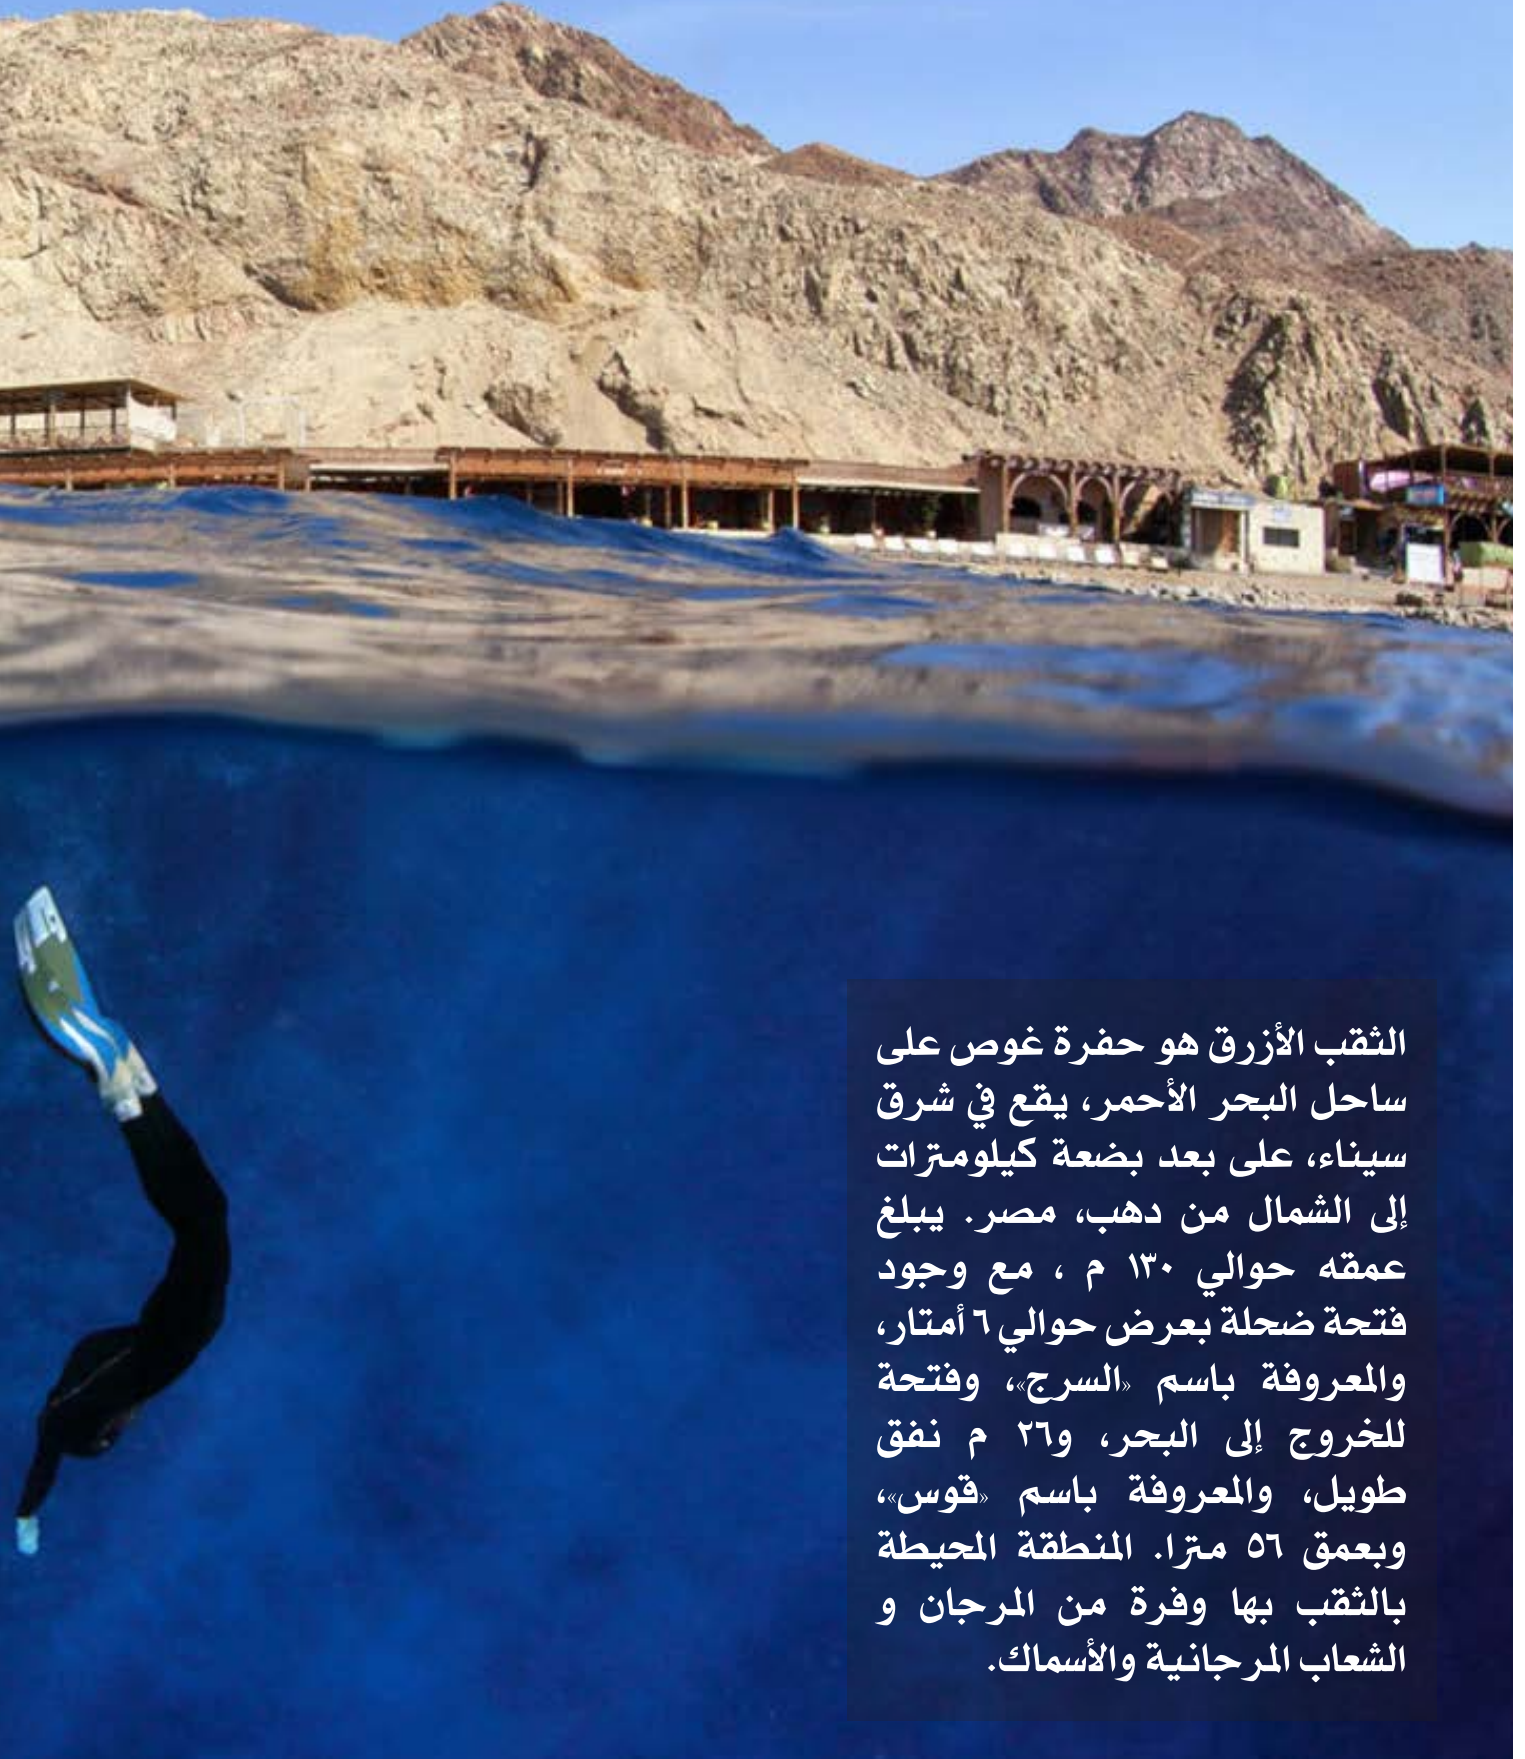 الثقب الأزرق هو حفرة غوص على
ساحل البحر الأحمر، يقع في شرق
سيناء، على بعد بضعة كيلومترات
إلى الشمال من دهب، مصر. يبلغ
عمقه حوالي ١٣٠ م ، مع وجود
فتحة ضحلة بعرض حوالي ٦ أمتار،
والمعروفة باسم «السرج»، وفتحة
للخروج إلى البحر، و٢٦ م نفق
طويل، والمعروفة باسم «قوس»،
وبعمق ٥٦ مترا. المنطقة المحيطة
بالثقب بها وفرة من المرجان و
الشعاب المرجانية والأسماك.